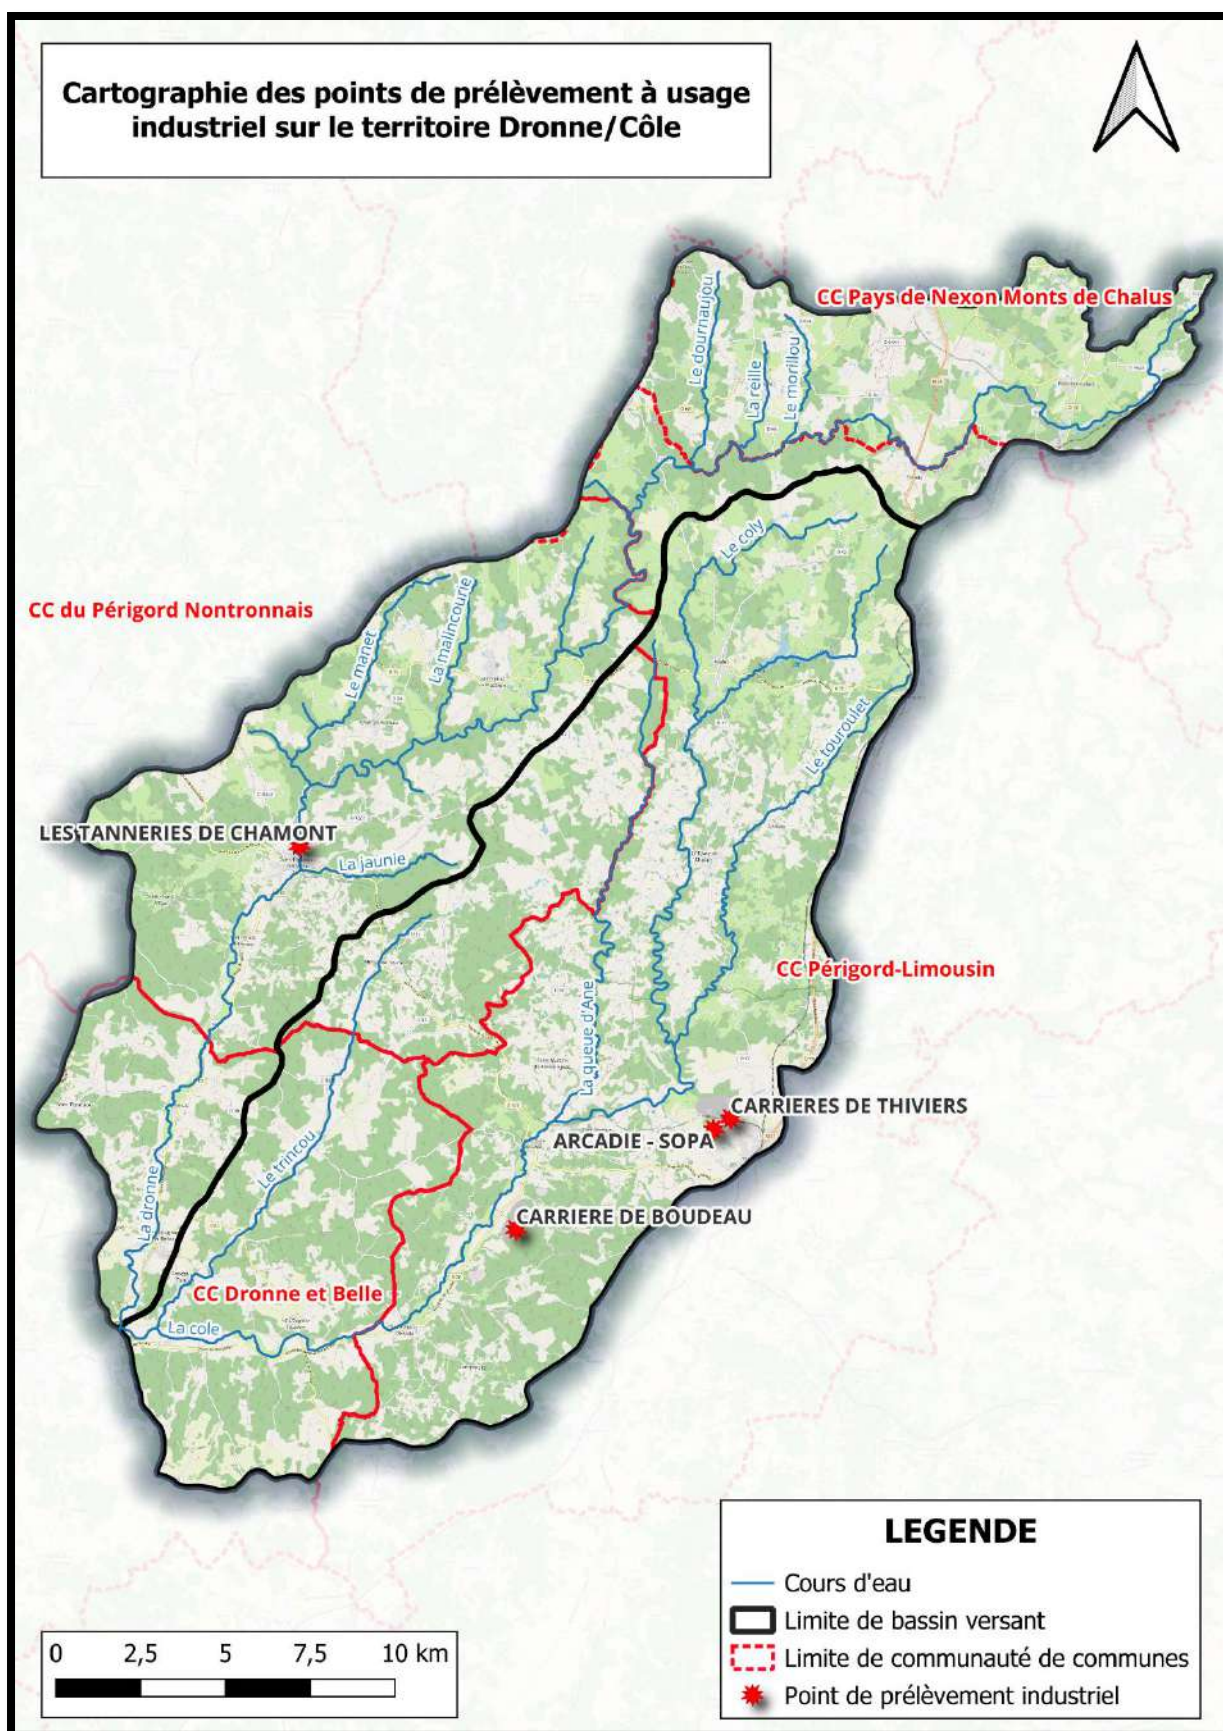 Cartographie des points de prélèvement à usage
industriel sur le territoire Dronne/Côle
CC Pays de Nexon Monts de Chalus
Le dournaujou
La reille
Le morillou
Le coly
CC du Périgord Nontronnais
Le manet
La malincourie
Le touroulet
LES TANNERIES DE CHAMONT
La jaunie
CC Périgord-Limousin
La queue d'Ane
CARRIERES DE THIVIERS
ARCADIE - SOPA
Le trincou
La dronne
CARRIERE DE BOUDEAU
CC Dronne et Belle
La cole
LEGENDE
Cours d'eau
Limite de bassin versant
Limite de communauté de communes
Point de prélèvement industriel
0 2,5 5 7,5 10 km